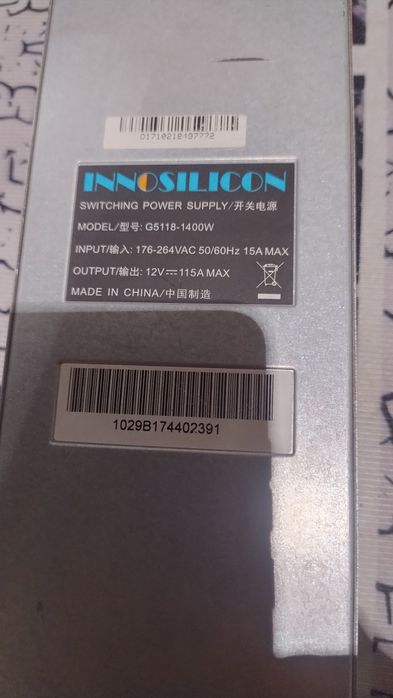 D1710218497772
INNOSILICON
SWITCHING POWER SUPPLY/开关电源
MODEL/型号: G5118-1400W
INPUT/输入: 176-264VAC 50/60Hz 15A MAX
OUTPUT/输出: 12V⎓115A MAX
MADE IN CHINA/中国制造
1029B174402391